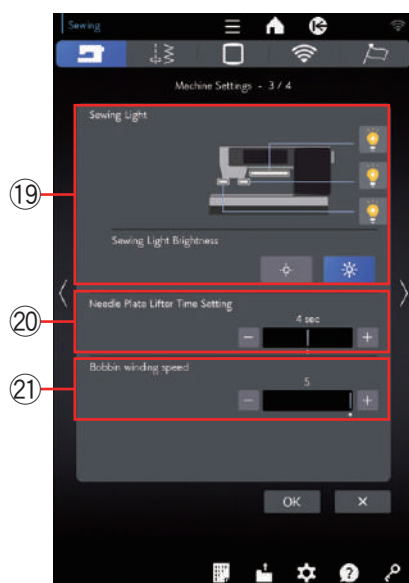 Sewing
Machine Settings - 3 / 4
Sewing Light
⑲
Sewing Light Brightness
Needle Plate Lifter Time Setting
⑳
4 sec
− +
Bobbin winding speed
㉑
5
− +
OK ×